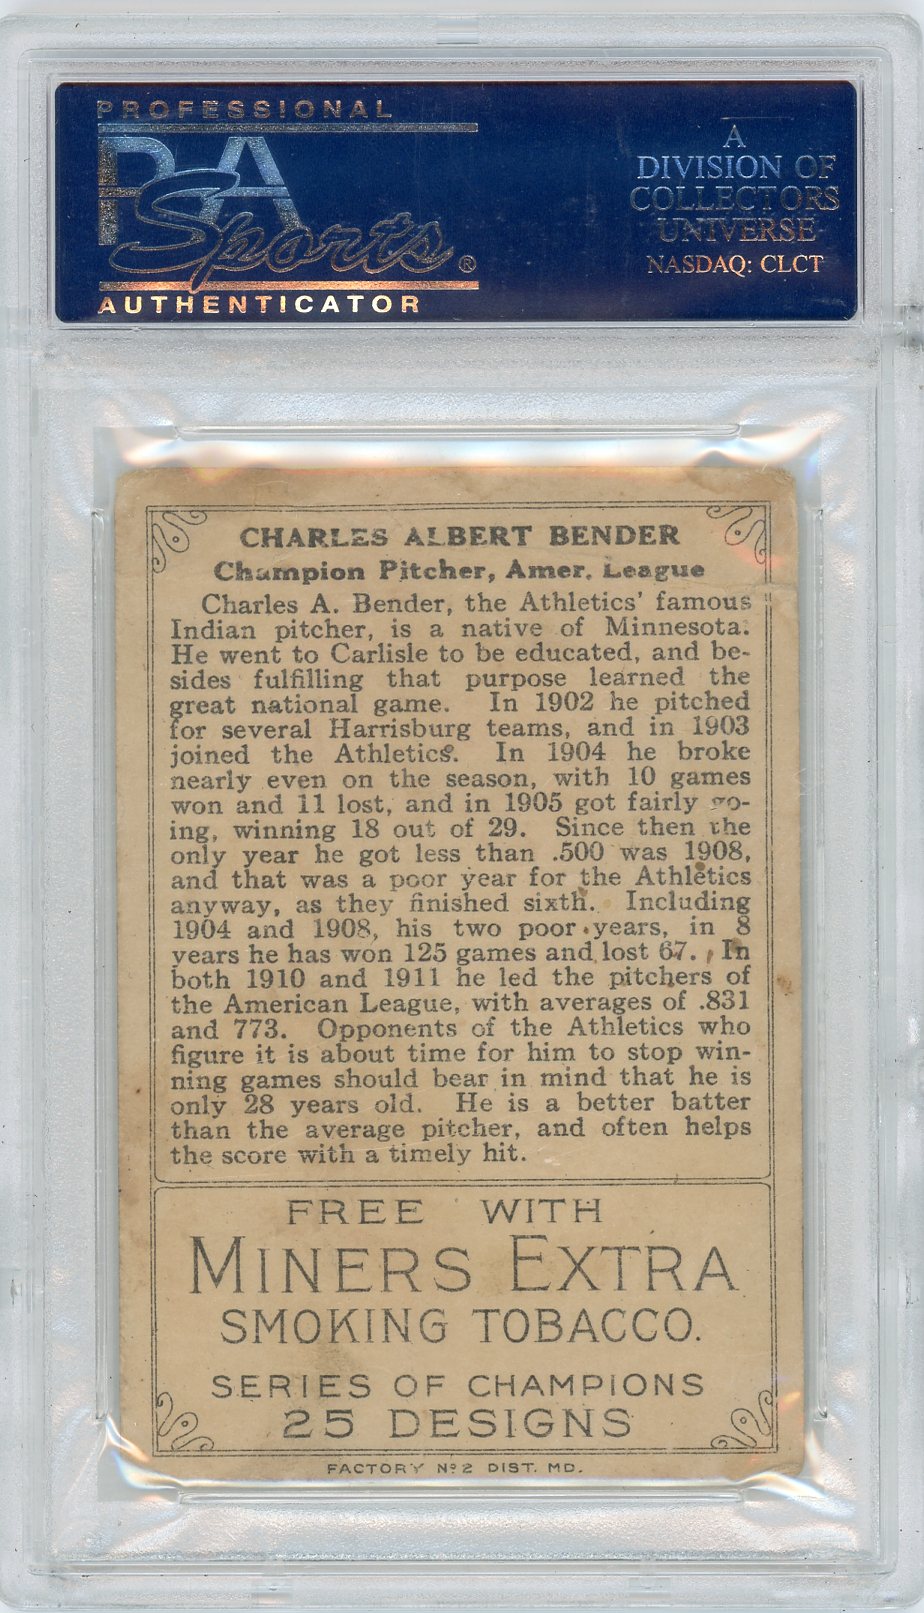 PROFESSIONAL
PSA
Sports®
AUTHENTICATOR
A
DIVISION OF
COLLECTORS
UNIVERSE
NASDAQ: CLCT
CHARLES ALBERT BENDER
Champion Pitcher, Amer. League
Charles A. Bender, the Athletics' famous
Indian pitcher, is a native of Minnesota.
He went to Carlisle to be educated, and be-
sides fulfilling that purpose learned the
great national game. In 1902 he pitched
for several Harrisburg teams, and in 1903
joined the Athletics. In 1904 he broke
nearly even on the season, with 10 games
won and 11 lost, and in 1905 got fairly go-
ing, winning 18 out of 29. Since then the
only year he got less than .500 was 1908,
and that was a poor year for the Athletics
anyway, as they finished sixth. Including
1904 and 1908, his two poor years, in 8
years he has won 125 games and lost 67. In
both 1910 and 1911 he led the pitchers of
the American League, with averages of .831
and 773. Opponents of the Athletics who
figure it is about time for him to stop win-
ning games should bear in mind that he is
only 28 years old. He is a better batter
than the average pitcher, and often helps
the score with a timely hit.
FREE WITH
MINERS EXTRA
SMOKING TOBACCO.
SERIES OF CHAMPIONS
25 DESIGNS
FACTORY Nº 2 DIST. MD.